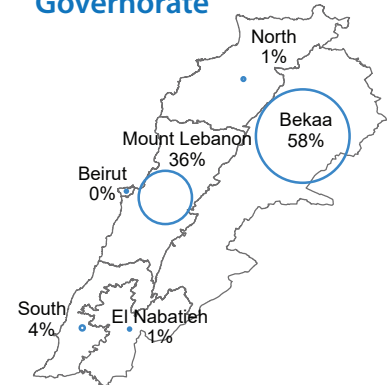 Governorate
North
1%
Bekaa
58%
Mount Lebanon
36%
Beirut
0%
South
4%
El Nabatieh
1%